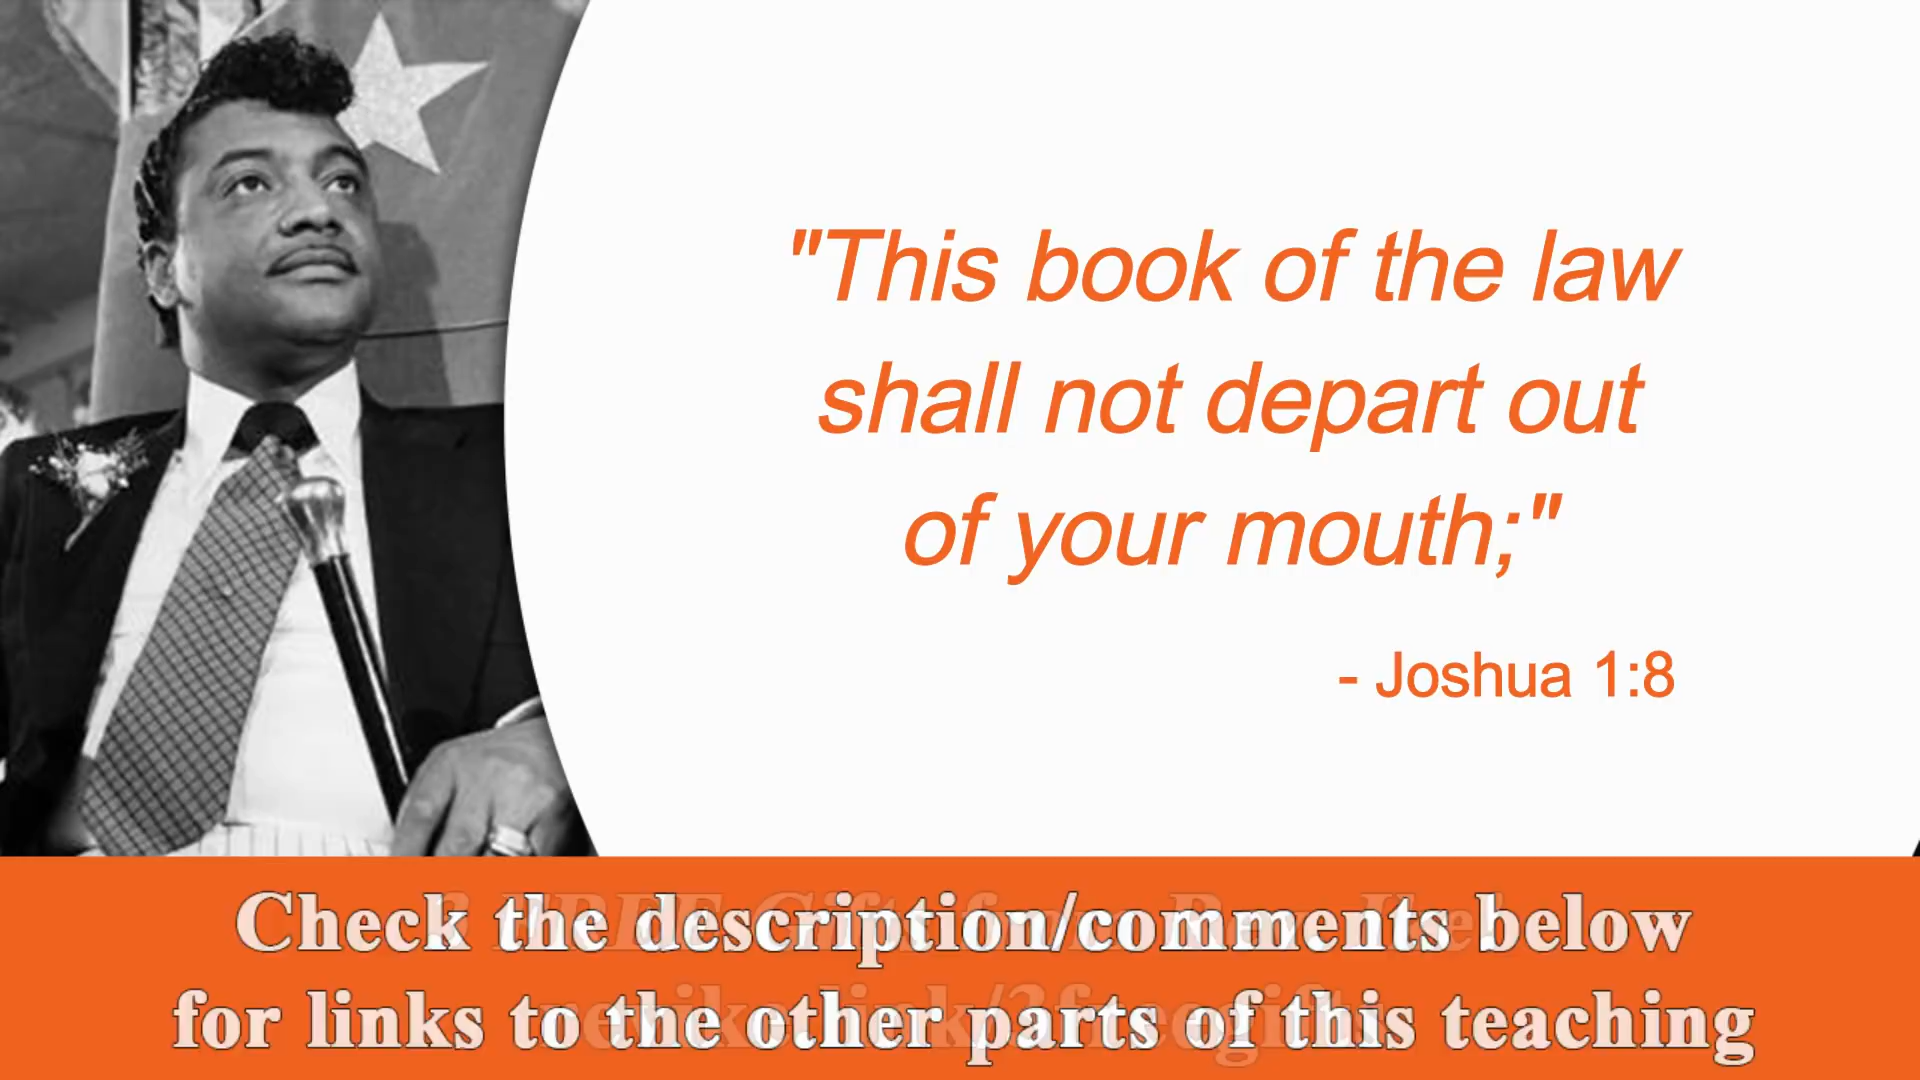 "This book of the law
shall not depart out
of your mouth;"
- Joshua 1:8
Check the description/comments below
for links to the other parts of this teaching